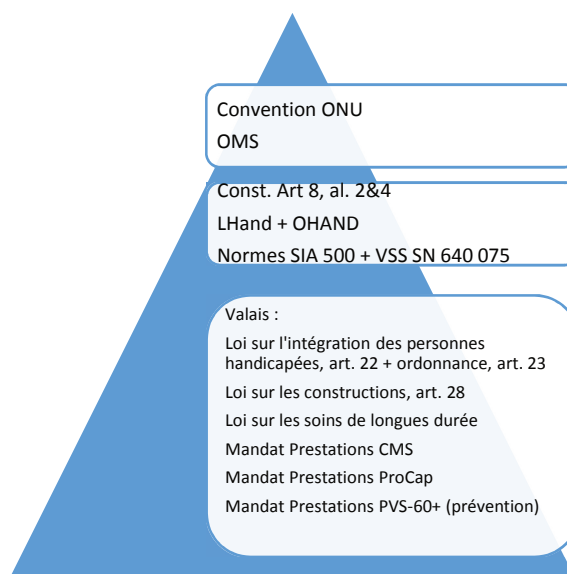 Convention ONU
OMS
Const. Art 8, al. 2&4
LHand + OHAND
Normes SIA 500 + VSS SN 640 075
Valais :
Loi sur l'intégration des personnes
handicapées, art. 22 + ordonnance, art. 23
Loi sur les constructions, art. 28
Loi sur les soins de longues durée
Mandat Prestations CMS
Mandat Prestations ProCap
Mandat Prestations PVS-60+ (prévention)